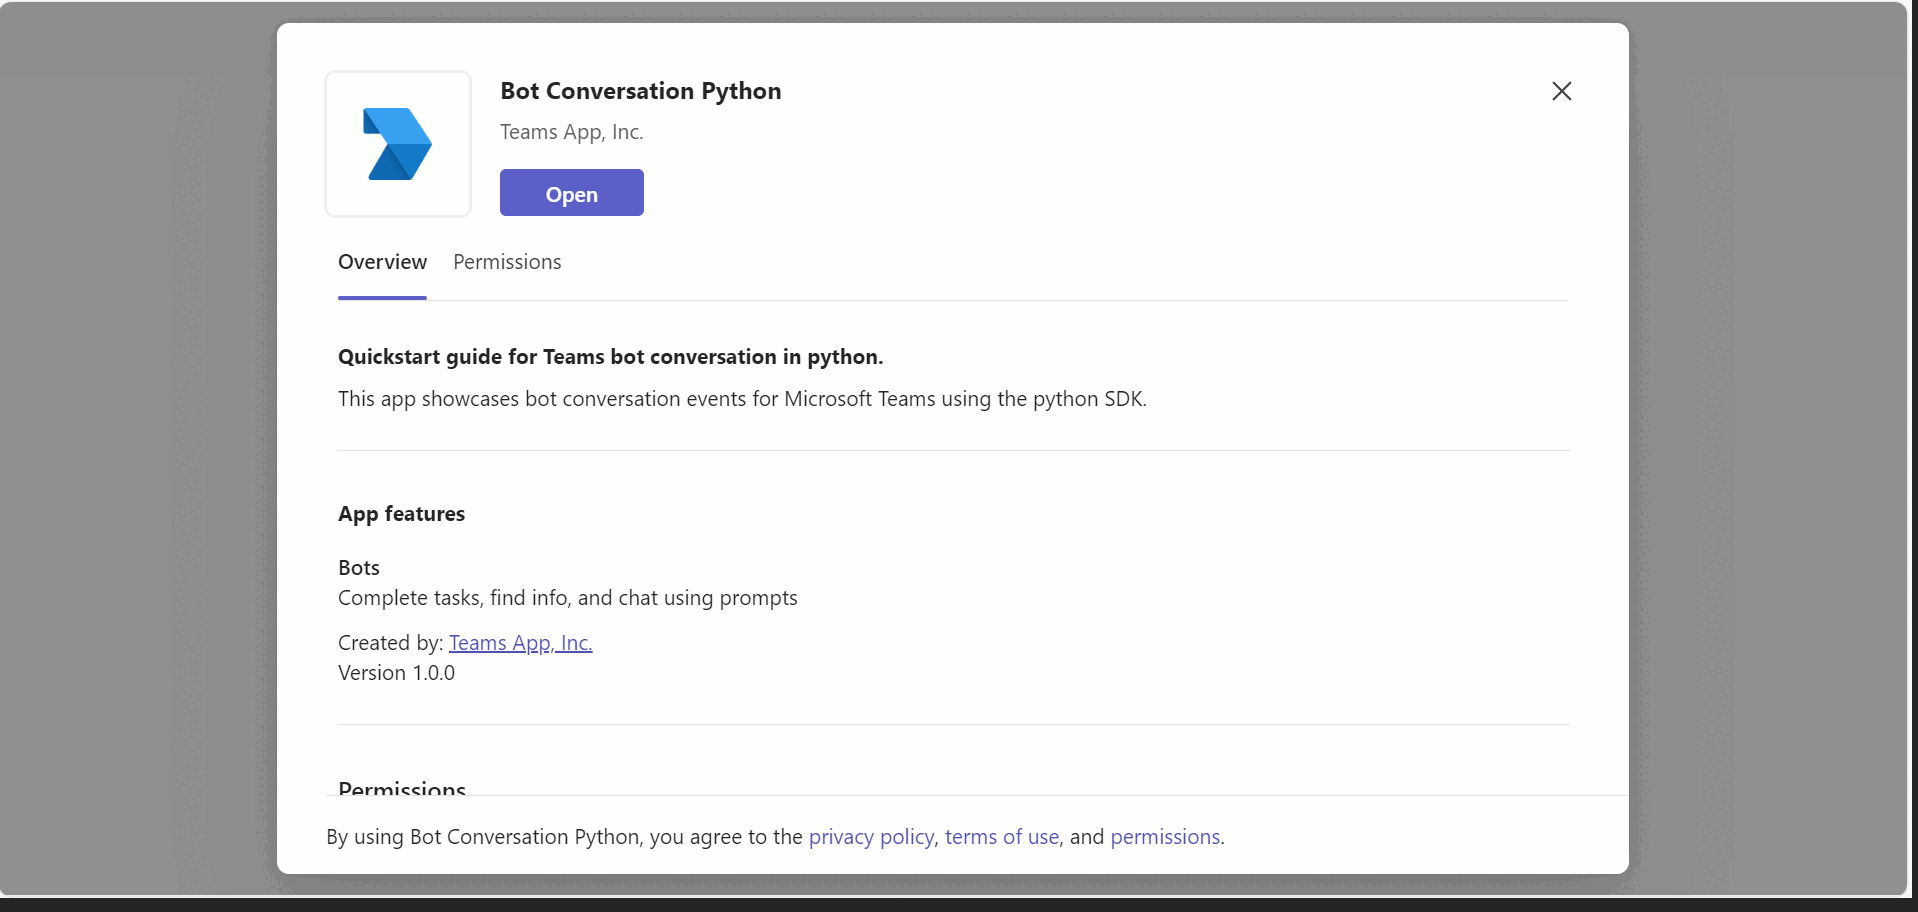 Bot Conversation Python
Teams App, Inc.
Open
Overview Permissions
Quickstart guide for Teams bot conversation in python.
This app showcases bot conversation events for Microsoft Teams using the python SDK.
App features
Bots
Complete tasks, find info, and chat using prompts
Created by: Teams App, Inc.
Version 1.0.0
Permissions
By using Bot Conversation Python, you agree to the privacy policy, terms of use, and permissions.